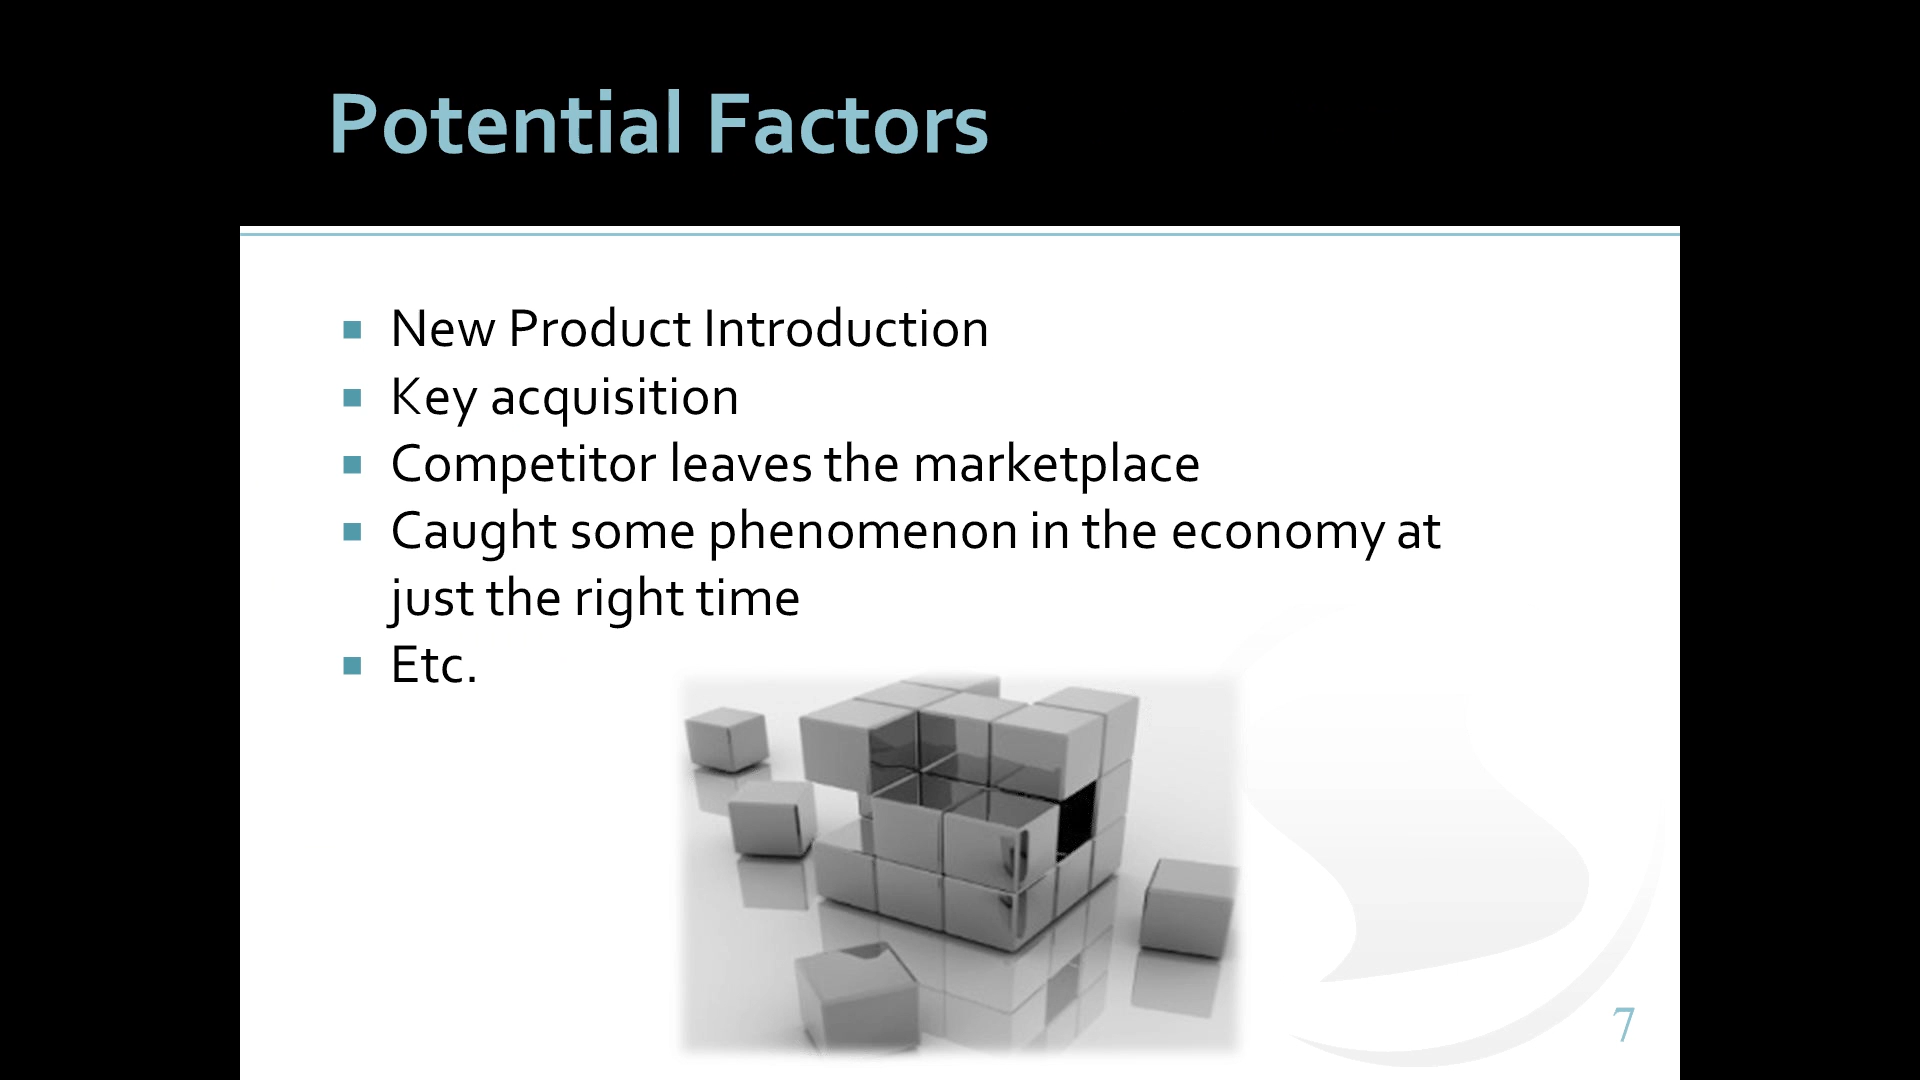 Potential Factors
New Product Introduction
Key acquisition
Competitor leaves the marketplace
Caught some phenomenon in the economy at
just the right time
Etc.
7